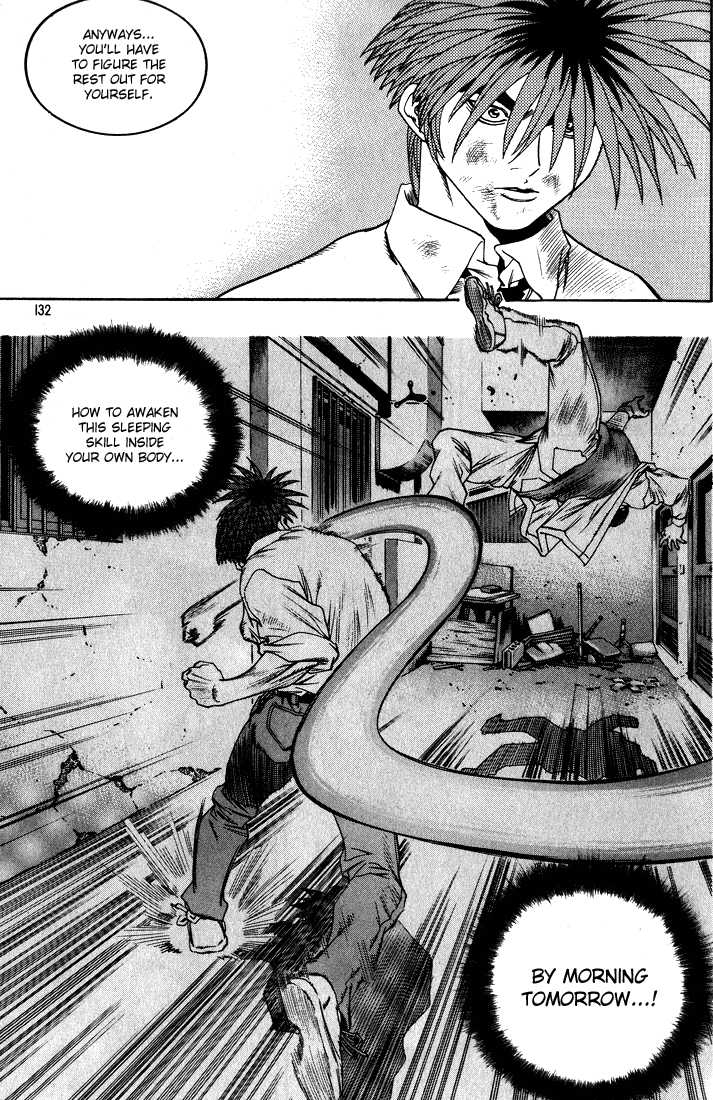 ANYWAYS...
YOU'LL HAVE
TO FIGURE THE
REST OUT FOR
YOURSELF.
132
HOW TO AWAKEN
THIS SLEEPING
SKILL INSIDE
YOUR OWN BODY...
BY MORNING
TOMORROW...!